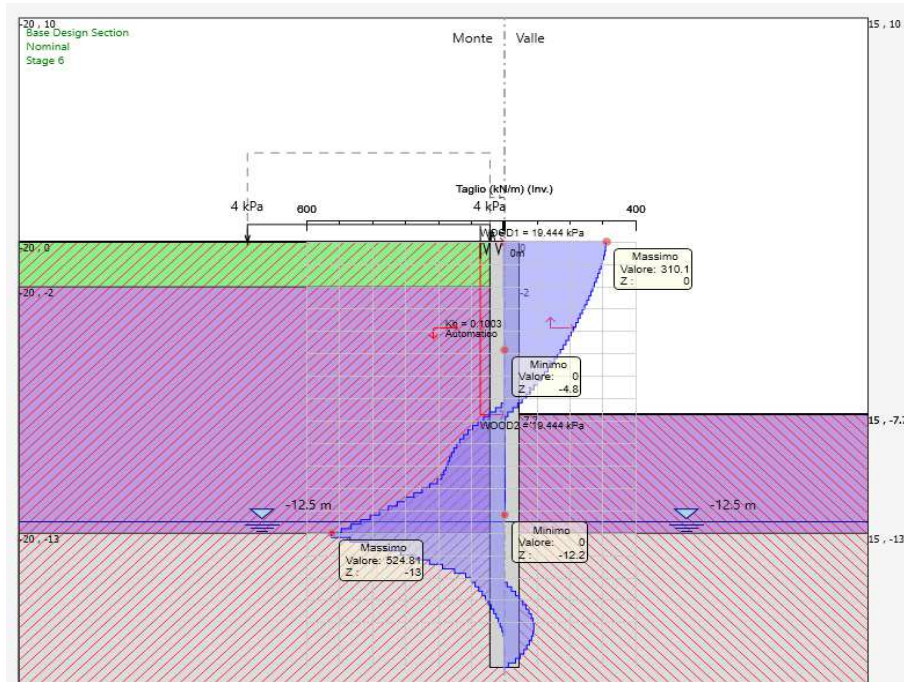 -20 , 10
15 , 10
Base Design Section
Nominal
Stage 6
Monte
Valle
Taglio (kN/m) (Inv.)
4 kPa
600
4 kPa
400
WOOD1 = 19.444 kPa
-20 , 0
0m
Massimo
Valore: 310.1
Z : 0
-20 , -2
-2
Kh = 0.1003
Automatico
Minimo
Valore: 0
Z : -4.8
-7.7
WOOD2 = 19.444 kPa
-12.5 m
-12.5 m
-20 , -13
15 , -13
Minimo
Valore: 0
Z : -12.2
Massimo
Valore: 524.81
Z : -13